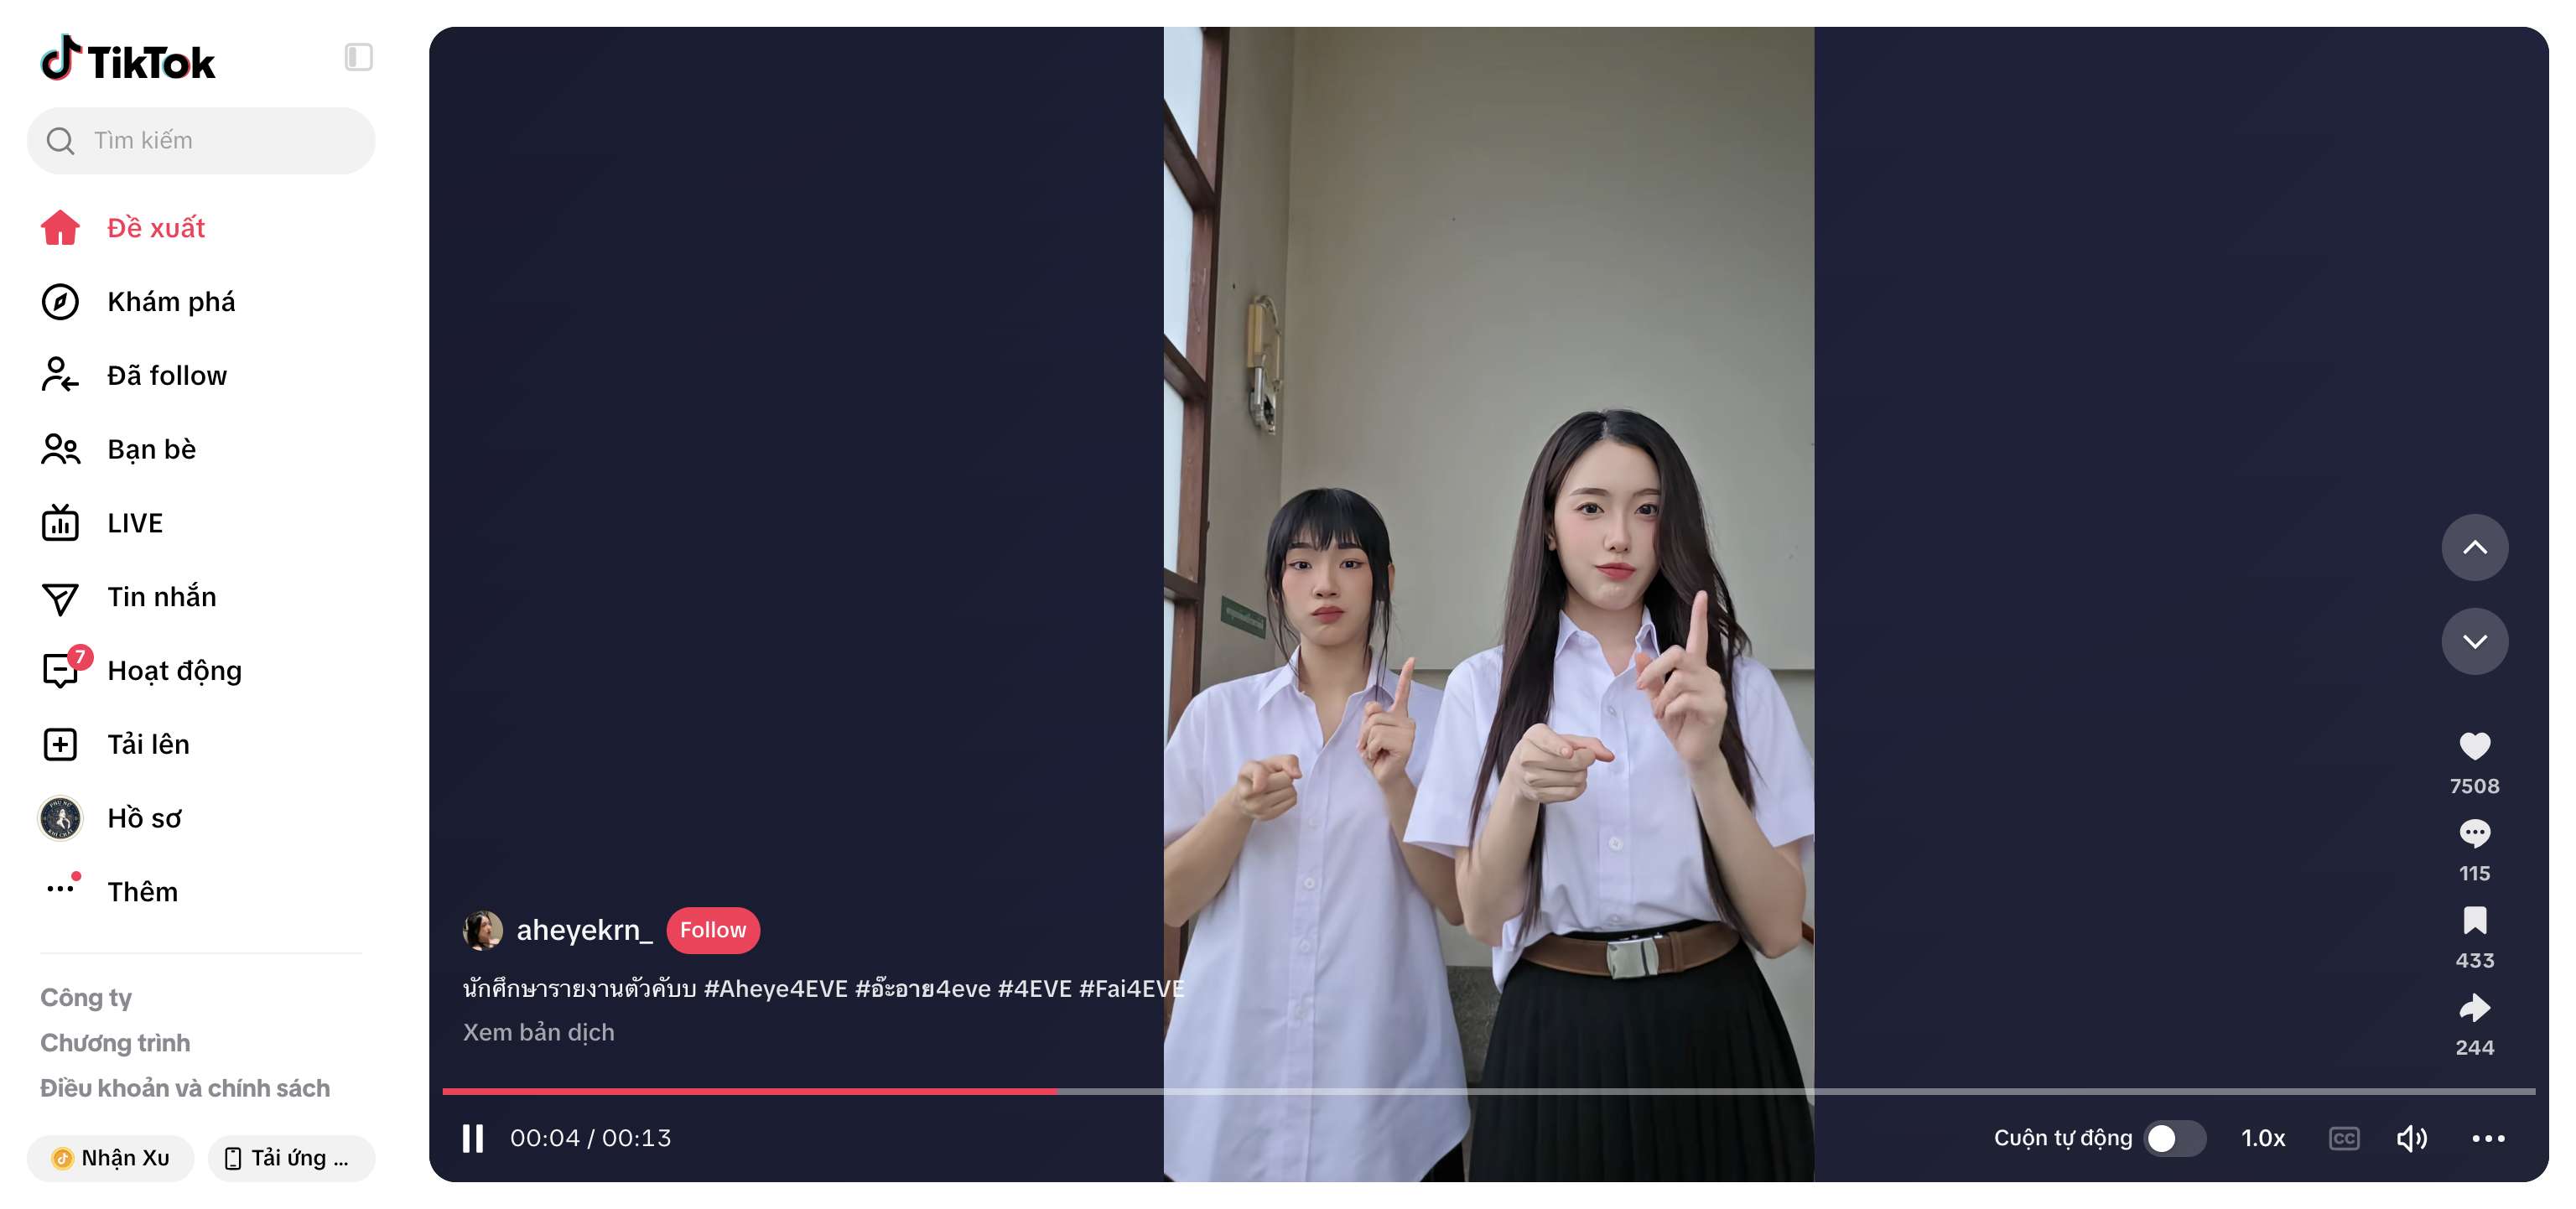 TikTok
Tìm kiếm
Đề xuất
Khám phá
Đã follow
Bạn bè
LIVE
Tin nhắn
7
Hoạt động
Tải lên
Hồ sơ
Thêm
Công ty
Chương trình
Điều khoản và chính sách
Nhận Xu
Tải ứng ...
aheyekrn_
Follow
นักศึกษารายงานตัวคับบ #Aheye4EVE #อ๊ะอาย4eve #4EVE #Fai4EVE
Xem bản dịch
00:04 / 00:13
7508
115
433
244
Cuộn tự động
1.0x
CC